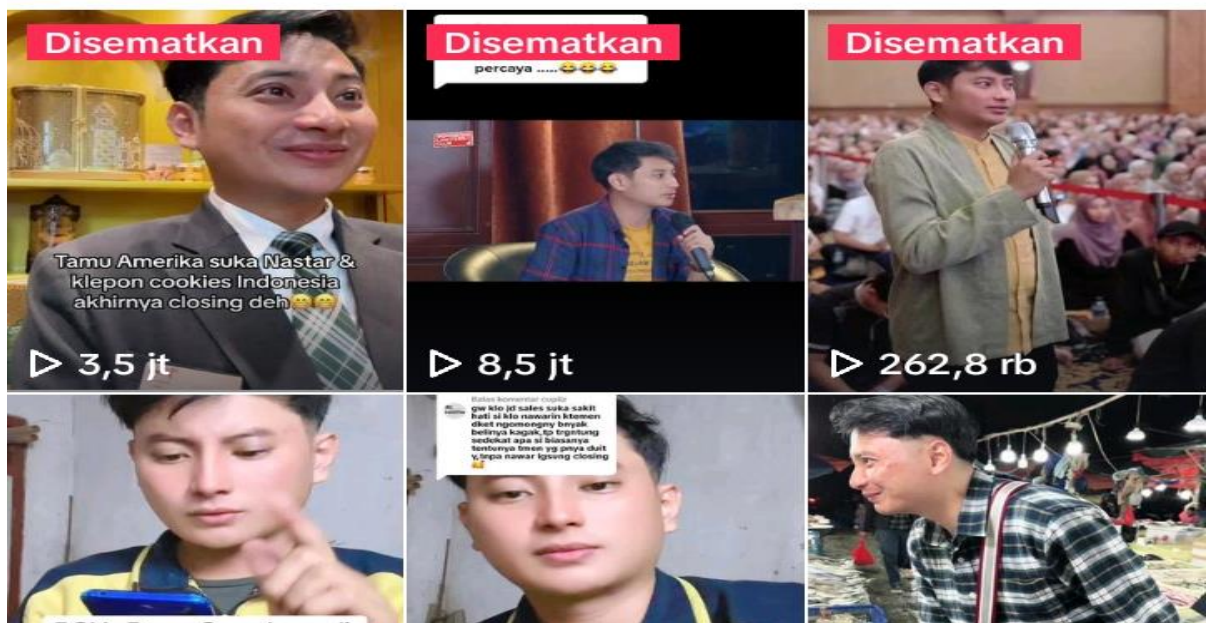 Disematkan
Disematkan
Disematkan
percaya .....😂😂😂
Tamu Amerika suka Nastar &
klepon cookies Indonesia
akhirnya closing deh😁😁
3,5 jt
8,5 jt
262,8 rb
Balas komentar cupliz
gw klo jd sales suka sakit
hati si klo nawarin ktemen
dket ngomongny bnyak
belinya kagak,tp trgntung
sedekat apa si biasanya
tentunya tmen yg pnya duit
y,tnpa nawar lgsung closing
🥰